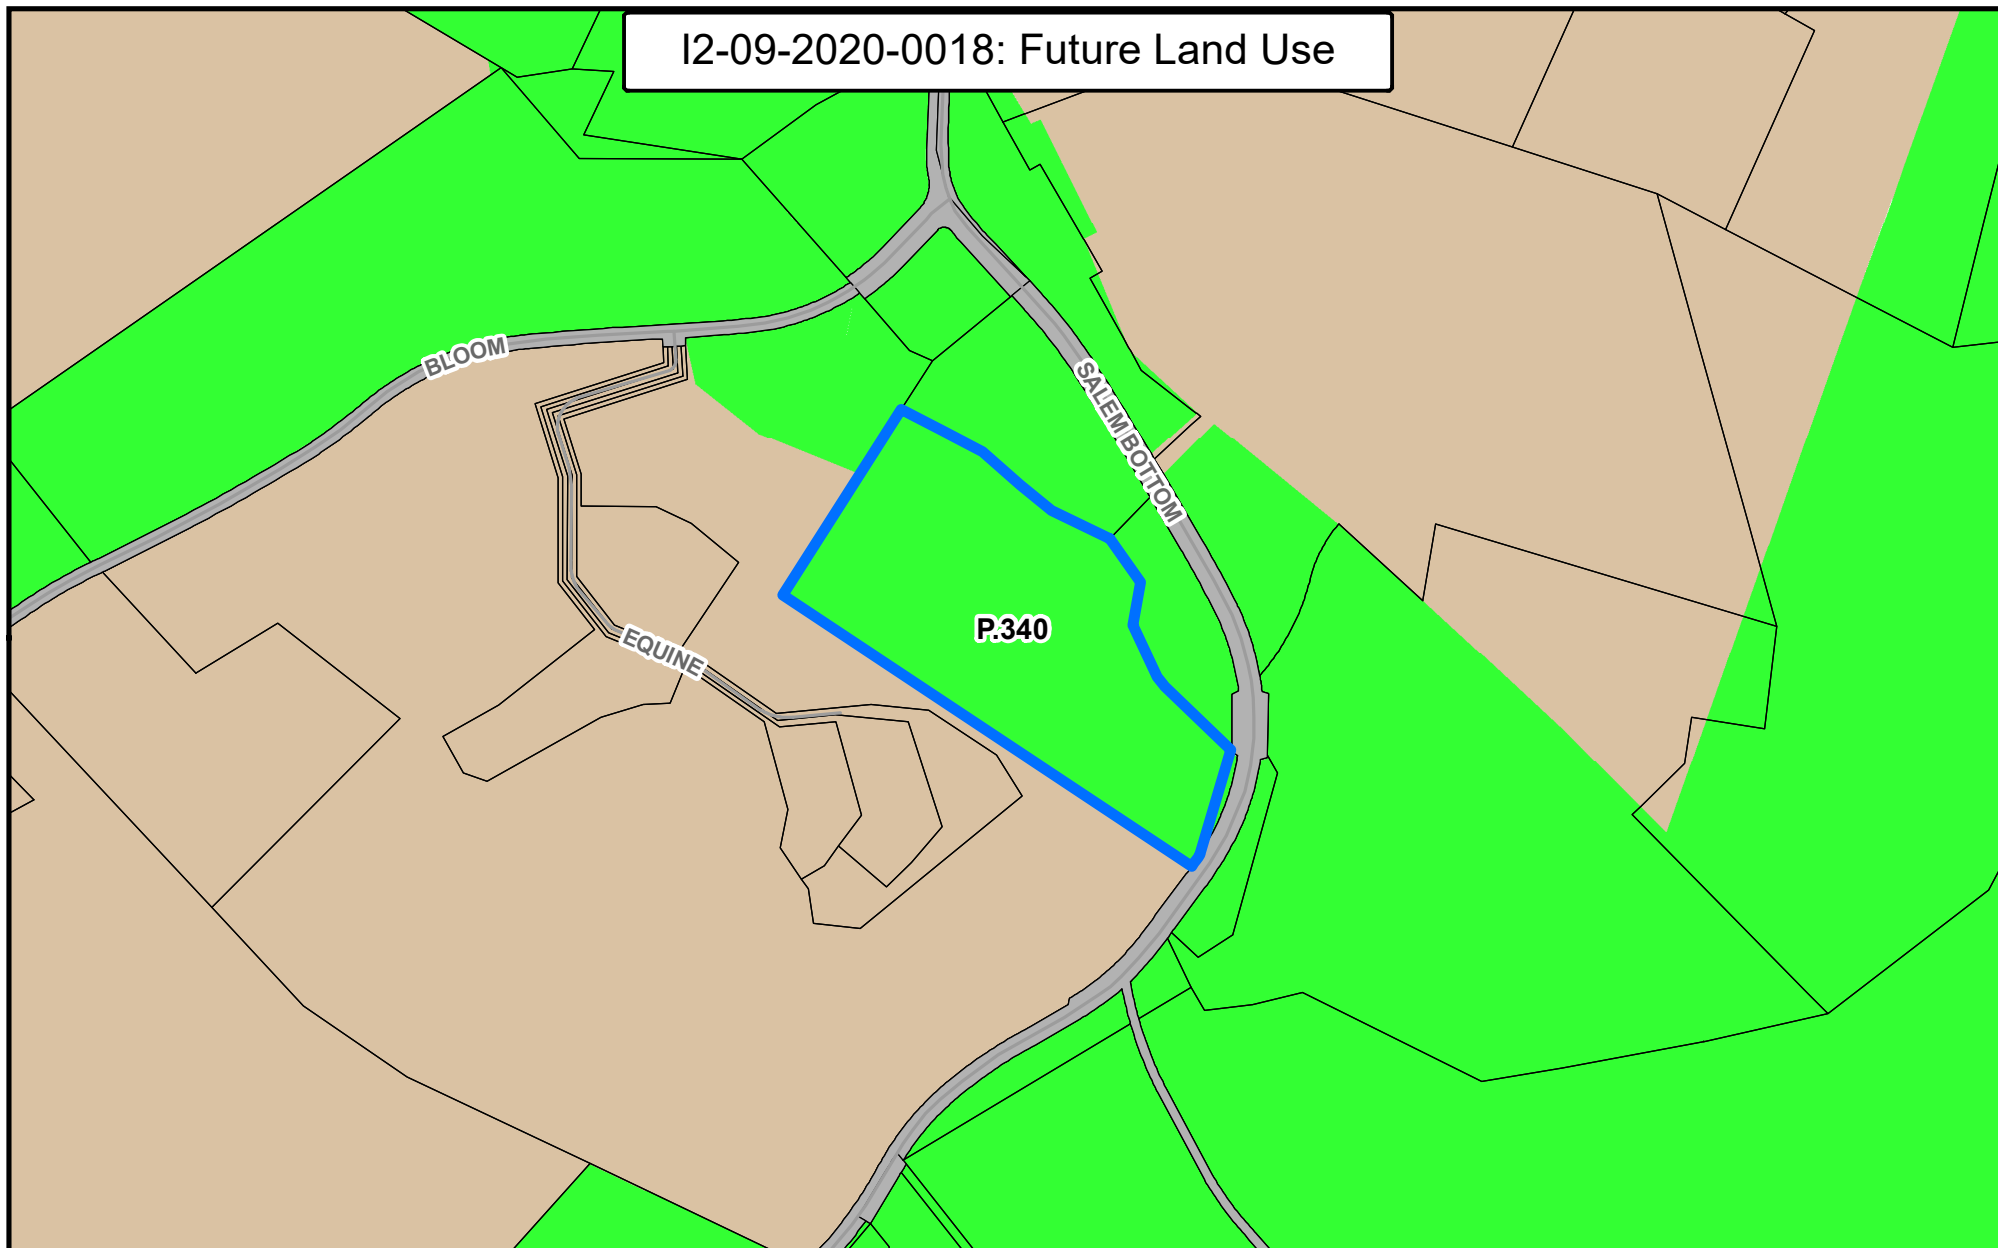 I2-09-2020-0018: Future Land Use
BLOOM
SALEM BOTTOM
P.340
EQUINE